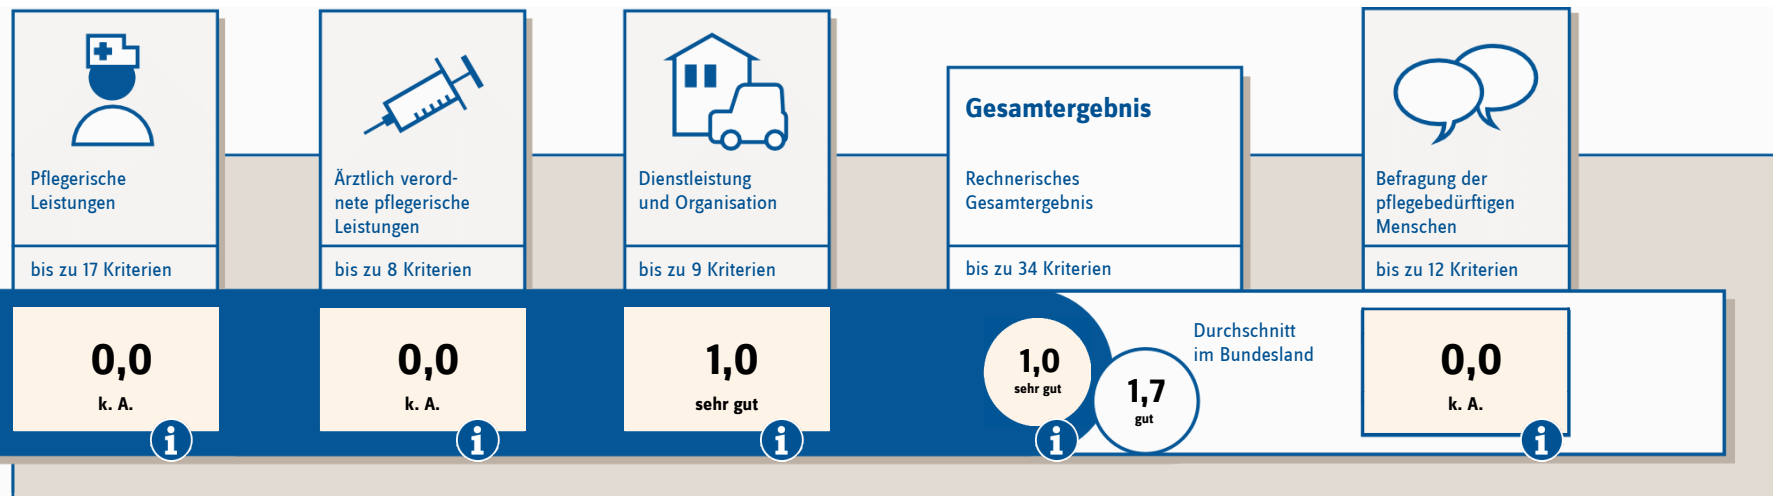 Pflegerische
Leistungen
bis zu 17 Kriterien
0,0
k. A.
i
Ärztlich verord-
nete pflegerische
Leistungen
bis zu 8 Kriterien
0,0
k. A.
i
Dienstleistung
und Organisation
bis zu 9 Kriterien
1,0
sehr gut
i
Gesamtergebnis
Rechnerisches
Gesamtergebnis
bis zu 34 Kriterien
1,0
sehr gut
i
1,7
gut
Durchschnitt
im Bundesland
Befragung der
pflegebedürftigen
Menschen
bis zu 12 Kriterien
0,0
k. A.
i